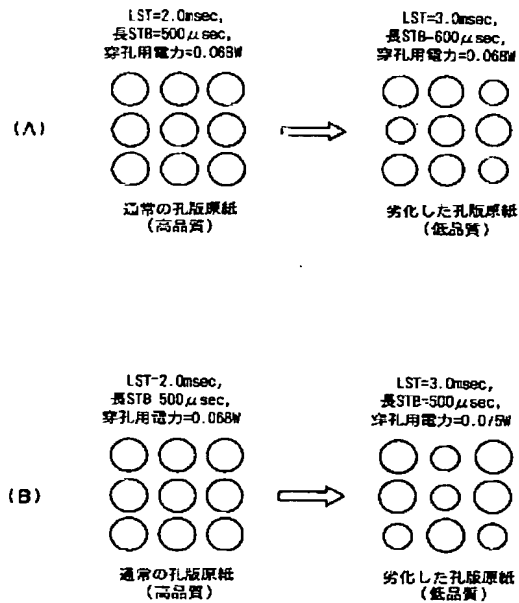 LST=2.0msec,
長STB=500μsec,
穿孔用電力=0.068W
LST=3.0msec,
長STB=600μsec,
穿孔用電力=0.068W
(A)
通常の孔版原紙
(高品質)
劣化した孔版原紙
(低品質)
LST=2.0msec,
長STB 500μsec,
穿孔用電力=0.068W
LST=3.0msec,
長STB=500μsec,
穿孔用電力=0.075W
(B)
通常の孔版原紙
(高品質)
劣化した孔版原紙
(低品質)